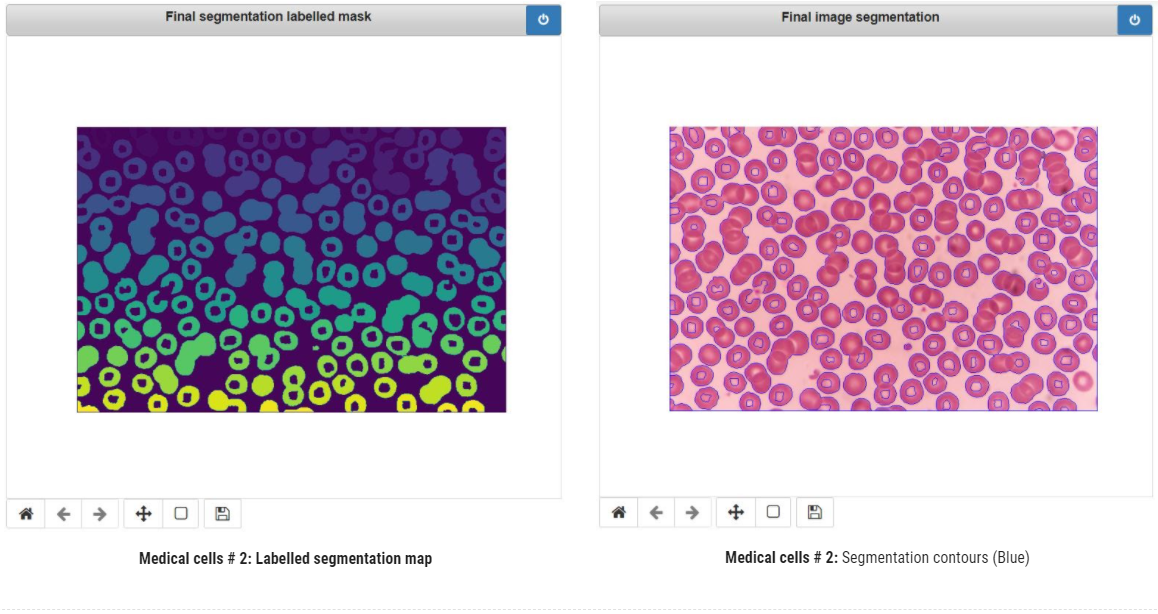 Final segmentation labelled mask
Final image segmentation
Medical cells # 2: Labelled segmentation map
Medical cells # 2: Segmentation contours (Blue)